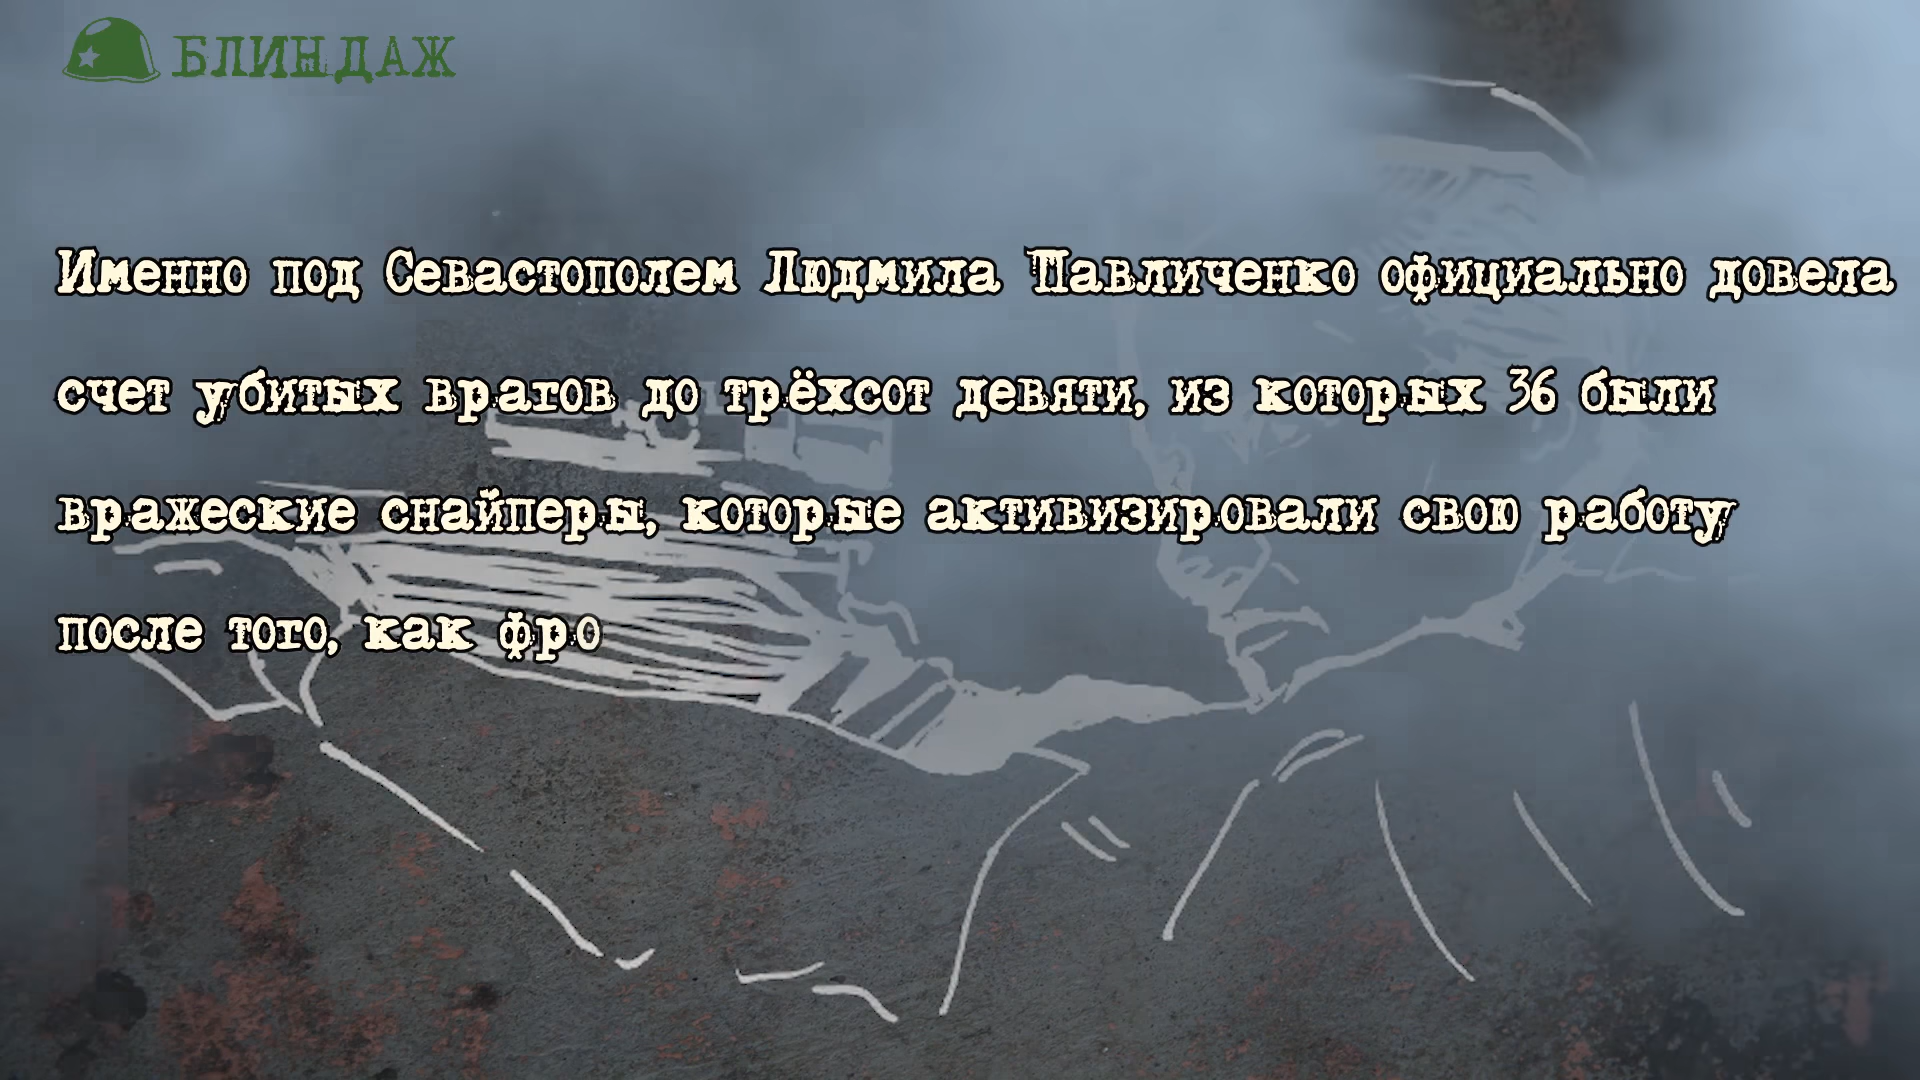 БЛИНДАЖ
Именно под Севастополем Людмила Павличенко официально довела
счет убитых врагов до трёхсот девяти, из которых 36 были
вражеские снайперы, которые активизировали свою работу
после того, как фро